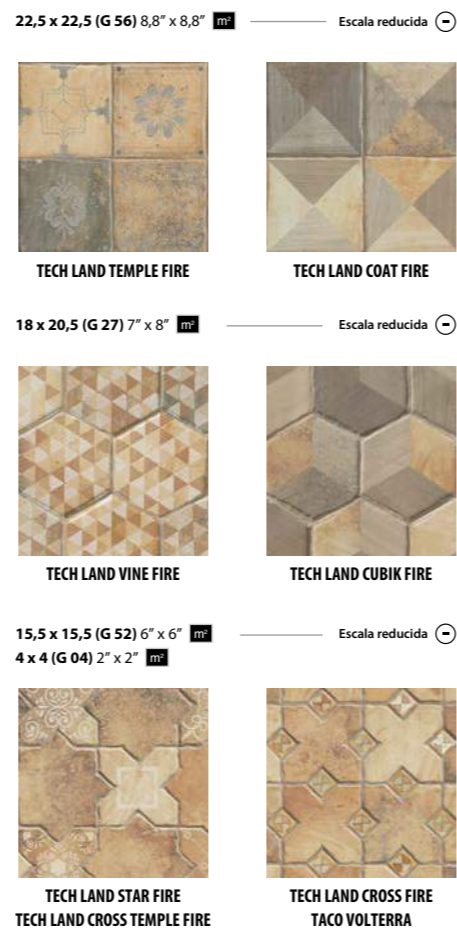 22,5 x 22,5 (G 56) 8,8” x 8,8” m² Escala reducida
TECH LAND TEMPLE FIRE
TECH LAND COAT FIRE
18 x 20,5 (G 27) 7” x 8” m² Escala reducida
TECH LAND VINE FIRE
TECH LAND CUBIK FIRE
15,5 x 15,5 (G 52) 6” x 6” m² Escala reducida
4 x 4 (G 04) 2” x 2” m²
TECH LAND STAR FIRE
TECH LAND CROSS TEMPLE FIRE
TECH LAND CROSS FIRE
TACO VOLTERRA